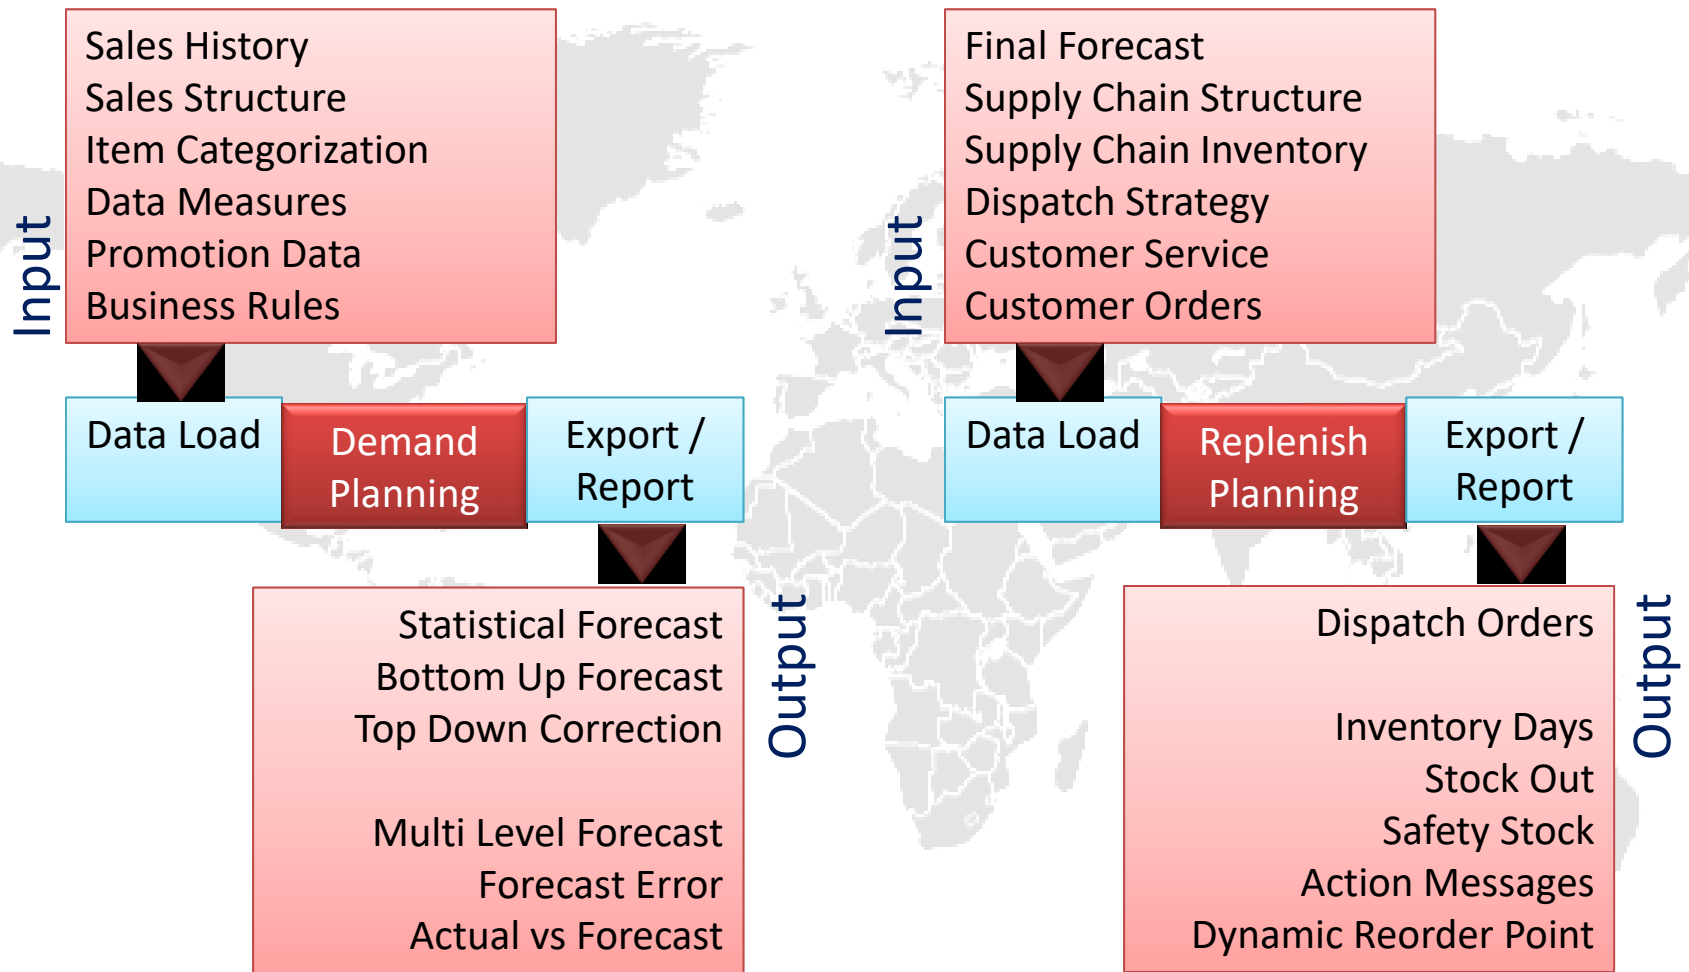 Input
Sales History
Sales Structure
Item Categorization
Data Measures
Promotion Data
Business Rules
Data Load
Demand
Planning
Export /
Report
Statistical Forecast
Bottom Up Forecast
Top Down Correction
Multi Level Forecast
Forecast Error
Actual vs Forecast
Output
Input
Final Forecast
Supply Chain Structure
Supply Chain Inventory
Dispatch Strategy
Customer Service
Customer Orders
Data Load
Replenish
Planning
Export /
Report
Dispatch Orders
Inventory Days
Stock Out
Safety Stock
Action Messages
Dynamic Reorder Point
Output